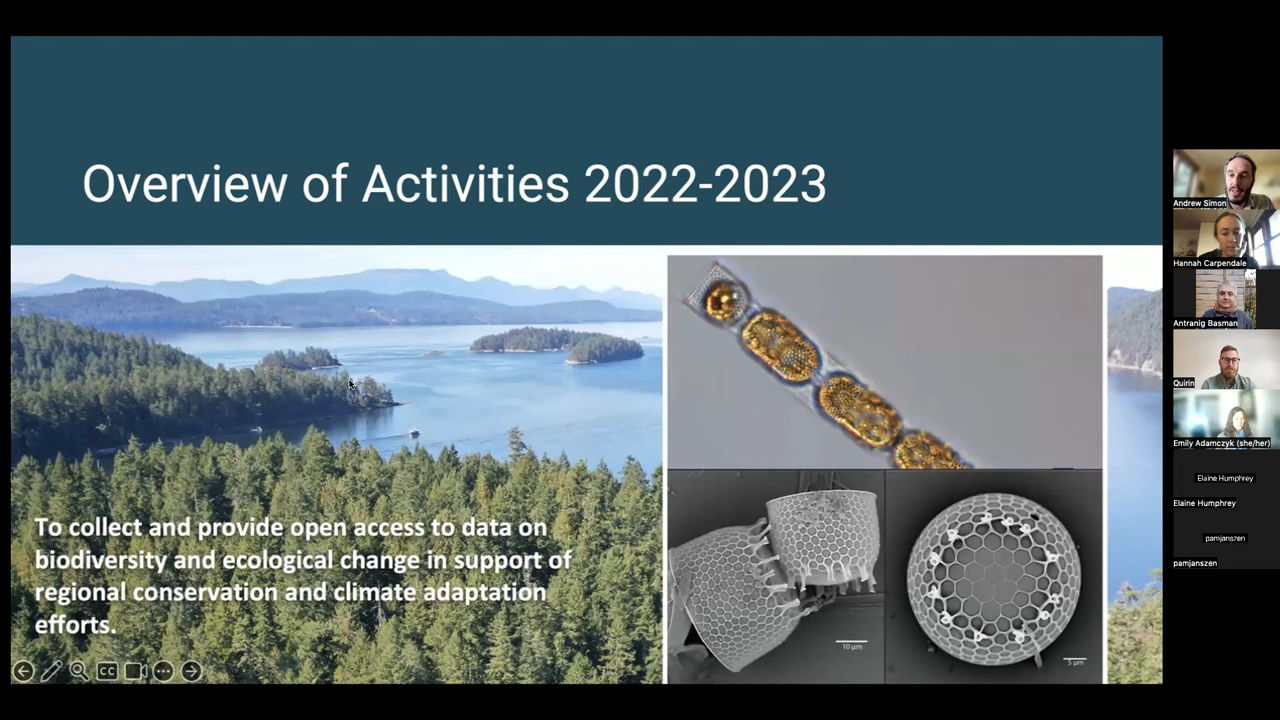 Overview of Activities 2022-2023
To collect and provide open access to data on
biodiversity and ecological change in support of
regional conservation and climate adaptation
efforts.
CC
10 µm
5 µm
Andrew Simon
Hannah Carpendale
Antranig Basman
Quirin
Emily Adamczyk (she/her)
Elaine Humphrey
Elaine Humphrey
pamjanszen
pamjanszen